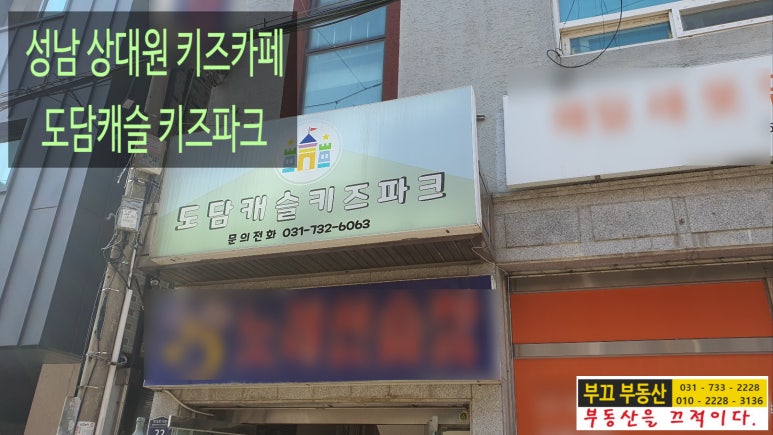 성남 상대원 키즈카페
도담캐슬 키즈파크
도담캐슬키즈파크
문의전화 031-732-6063
부끄 부동산
031 - 733 - 2228
010 - 2228 - 3136
부동산을 끄적이다.
22